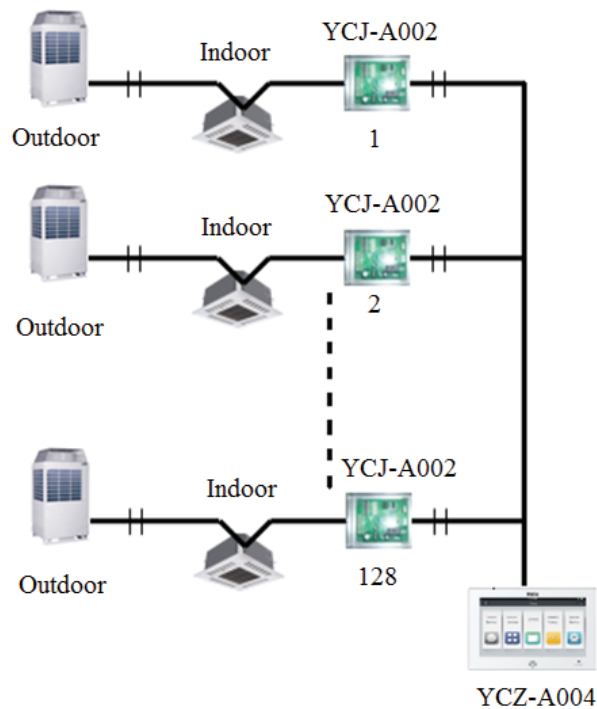 YCJ-A002
Indoor
Outdoor
1
YCJ-A002
Indoor
2
Outdoor
YCJ-A002
Indoor
128
Outdoor
YCZ-A004